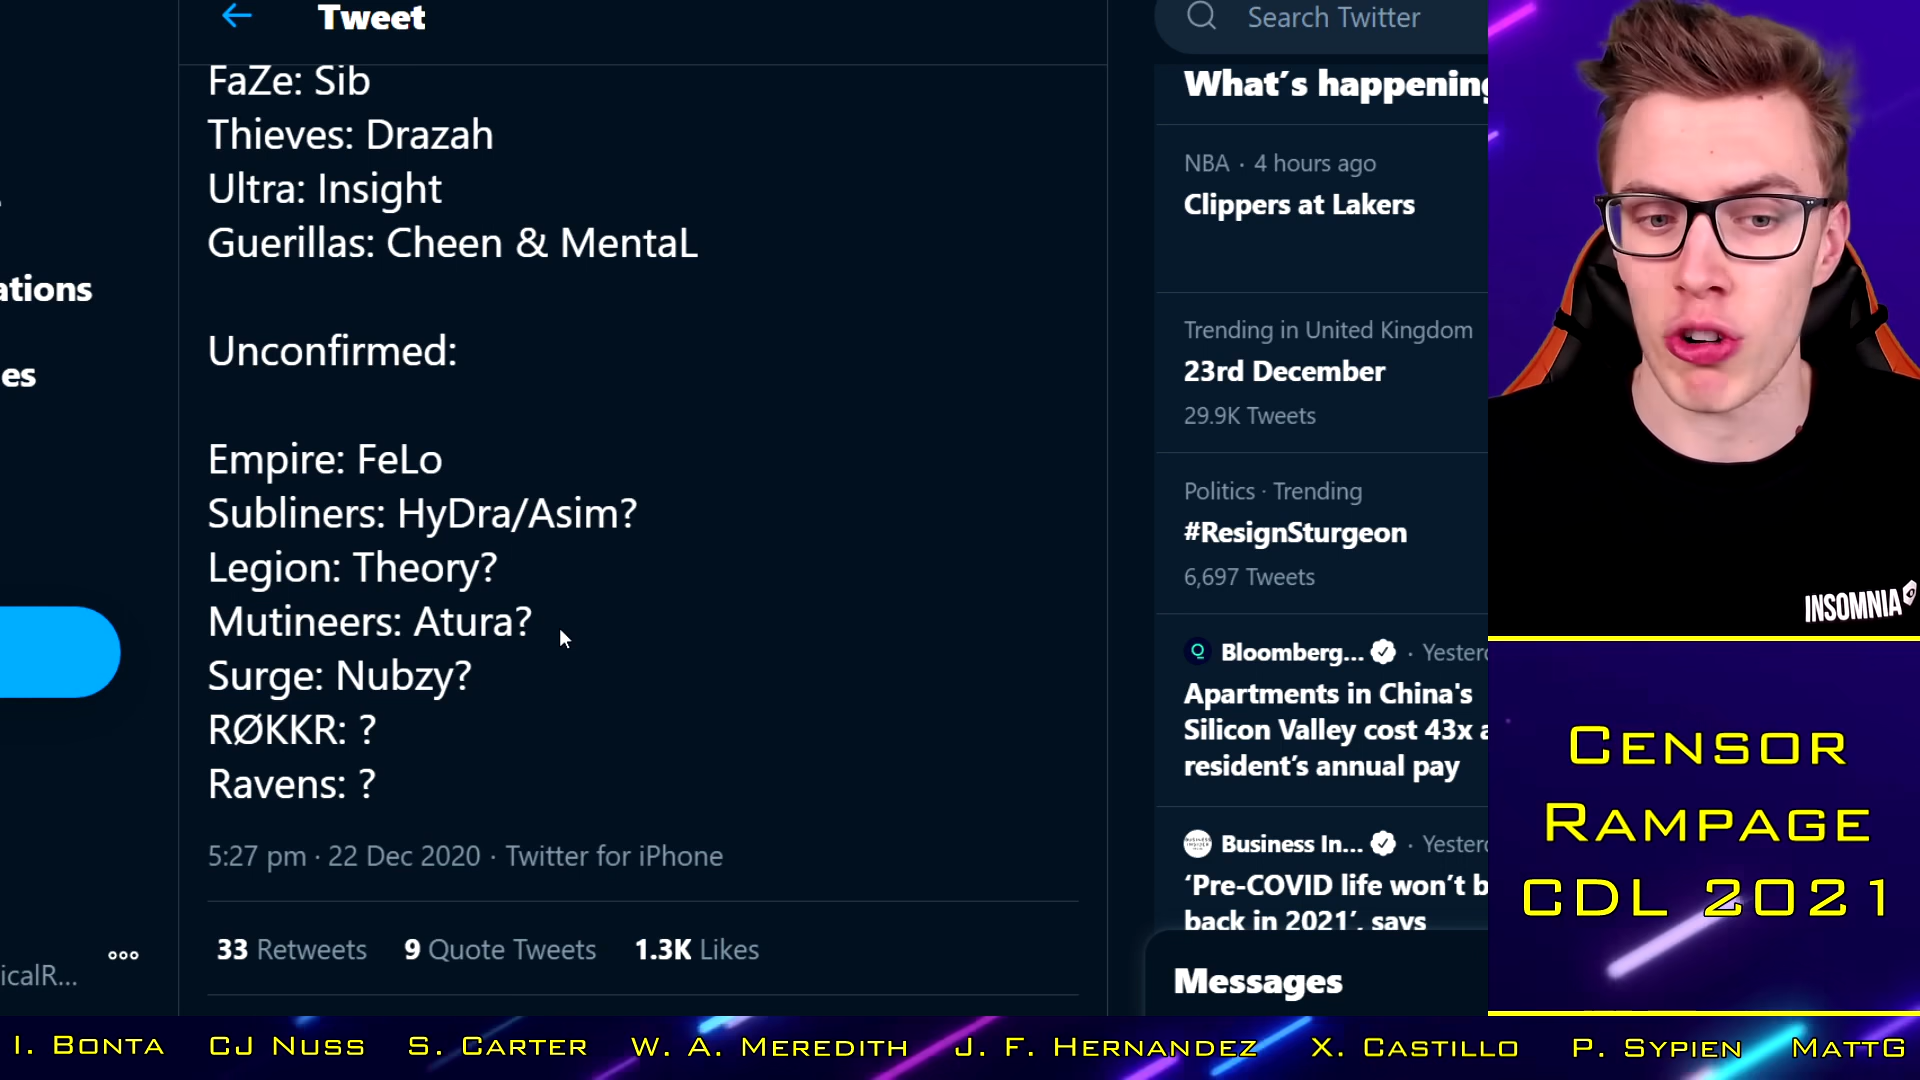 Tweet
FaZe: Sib
Thieves: Drazah
Ultra: Insight
Guerillas: Cheen & MentaL
Unconfirmed:
Empire: FeLo
Subliners: HyDra/Asim?
Legion: Theory?
Mutineers: Atura?
Surge: Nubzy?
RØKKR: ?
Ravens: ?
5:27 pm · 22 Dec 2020 · Twitter for iPhone
33 Retweets 9 Quote Tweets 1.3K Likes
ations
es
icalR...
Search Twitter
What's happening
NBA · 4 hours ago
Clippers at Lakers
Trending in United Kingdom
23rd December
29.9K Tweets
Politics · Trending
#ResignSturgeon
6,697 Tweets
Bloomberg... · Yester
Apartments in China's
Silicon Valley cost 43x a
resident's annual pay
Business In... · Yester
'Pre-COVID life won't b
back in 2021', says
Messages
INSOMNIA
CENSOR
RAMPAGE
CDL 2021
I. BONTA CJ NUSS S. CARTER W. A. MEREDITH J. F. HERNANDEZ X. CASTILLO P. SYPIEN MATTG